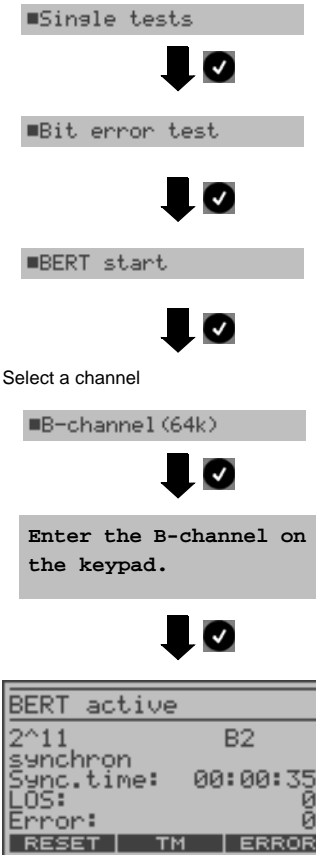 ■Single tests
■Bit error test
■BERT start
Select a channel
■B-channel(64k)
Enter the B-channel on
the keypad.
BERT active
2^11 B2
synchron
Sync.time: 00:00:35
LOS: 0
Error: 0
RESET TM ERROR